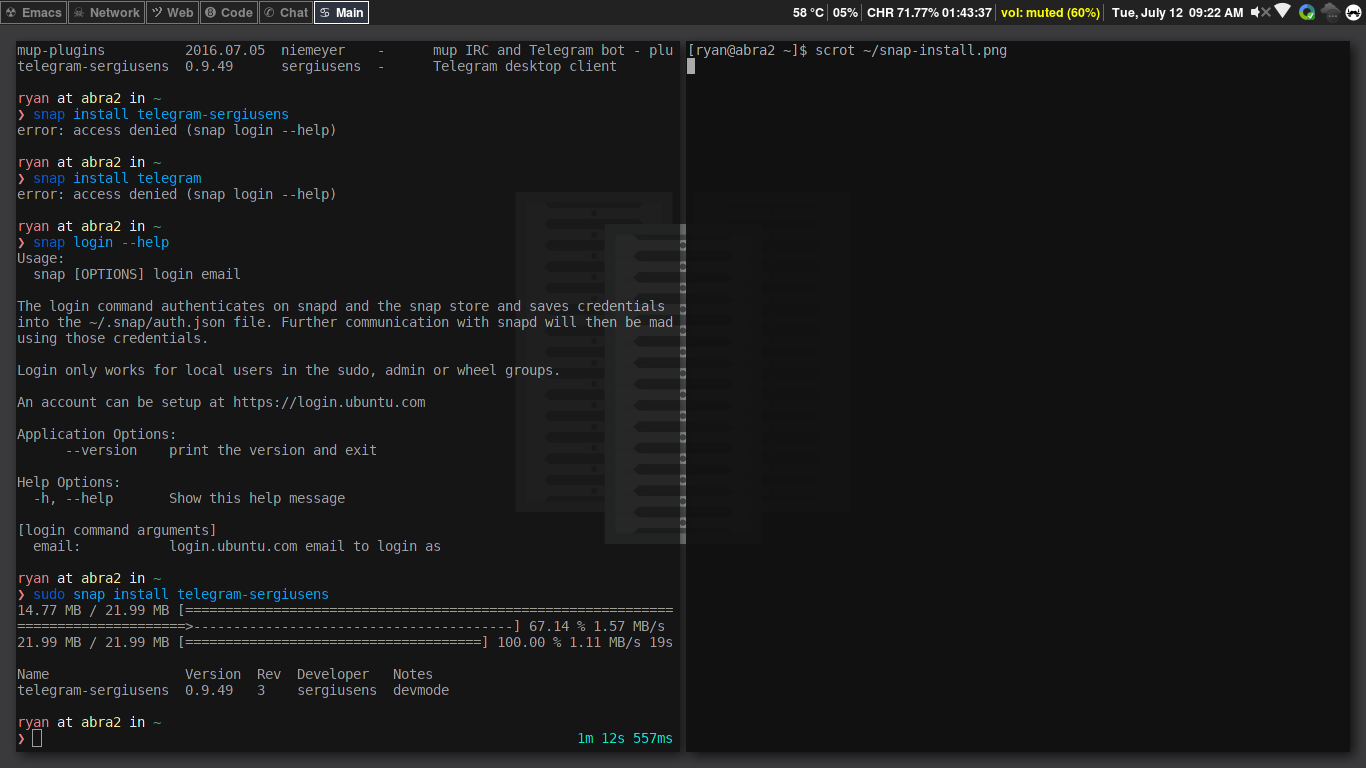 Emacs Network Web Code Chat Main 58 °C | 05% | CHR 71.77% 01:43:37 | vol: muted (60%) | Tue, July 12 09:22 AM
mup-plugins 2016.07.05 niemeyer - mup IRC and Telegram bot - plu
telegram-sergiusens 0.9.49 sergiusens - Telegram desktop client
ryan at abra2 in ~
❯ snap install telegram-sergiusens
error: access denied (snap login --help)
ryan at abra2 in ~
❯ snap install telegram
error: access denied (snap login --help)
ryan at abra2 in ~
❯ snap login --help
Usage:
snap [OPTIONS] login email
The login command authenticates on snapd and the snap store and saves credentials
into the ~/.snap/auth.json file. Further communication with snapd will then be mad
using those credentials.
Login only works for local users in the sudo, admin or wheel groups.
An account can be setup at https://login.ubuntu.com
Application Options:
--version print the version and exit
Help Options:
-h, --help Show this help message
[login command arguments]
email: login.ubuntu.com email to login as
ryan at abra2 in ~
❯ sudo snap install telegram-sergiusens
14.77 MB / 21.99 MB [=============================================================
=====================>----------------------------------------] 67.14 % 1.57 MB/s
21.99 MB / 21.99 MB [=====================================] 100.00 % 1.11 MB/s 19s
Name Version Rev Developer Notes
telegram-sergiusens 0.9.49 3 sergiusens devmode
ryan at abra2 in ~
❯ 1m 12s 557ms
[ryan@abra2 ~]$ scrot ~/snap-install.png